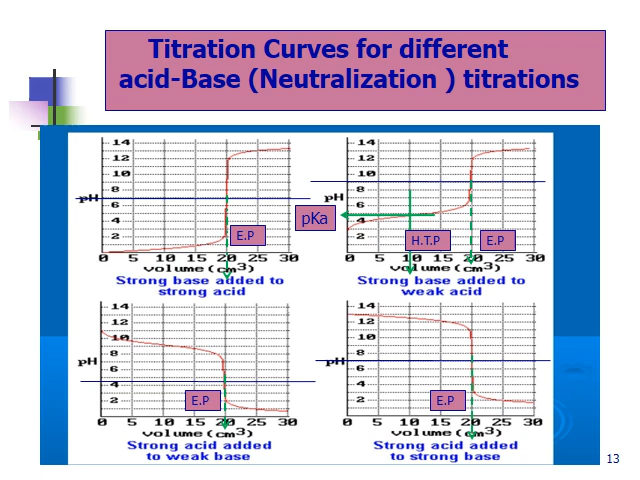 Titration Curves for different
acid-Base (Neutralization ) titrations
14
12
10
8
pH
6
4
2
E.P
0 5 10 15 20 25 30
volume(cm3)
Strong base added to
strong acid
14
12
10
8
pH
6
pKa
4
2
H.T.P
E.P
0 5 10 15 20 25 30
volume(cm3)
Strong base added to
weak acid
14
12
10
8
pH
6
4
2
E.P
0 5 10 15 20 25 30
volume(cm3)
Strong acid added
to weak base
14
12
10
8
pH
6
4
2
E.P
0 5 10 15 20 25 30
volume(cm3)
Strong acid added
to strong base
13